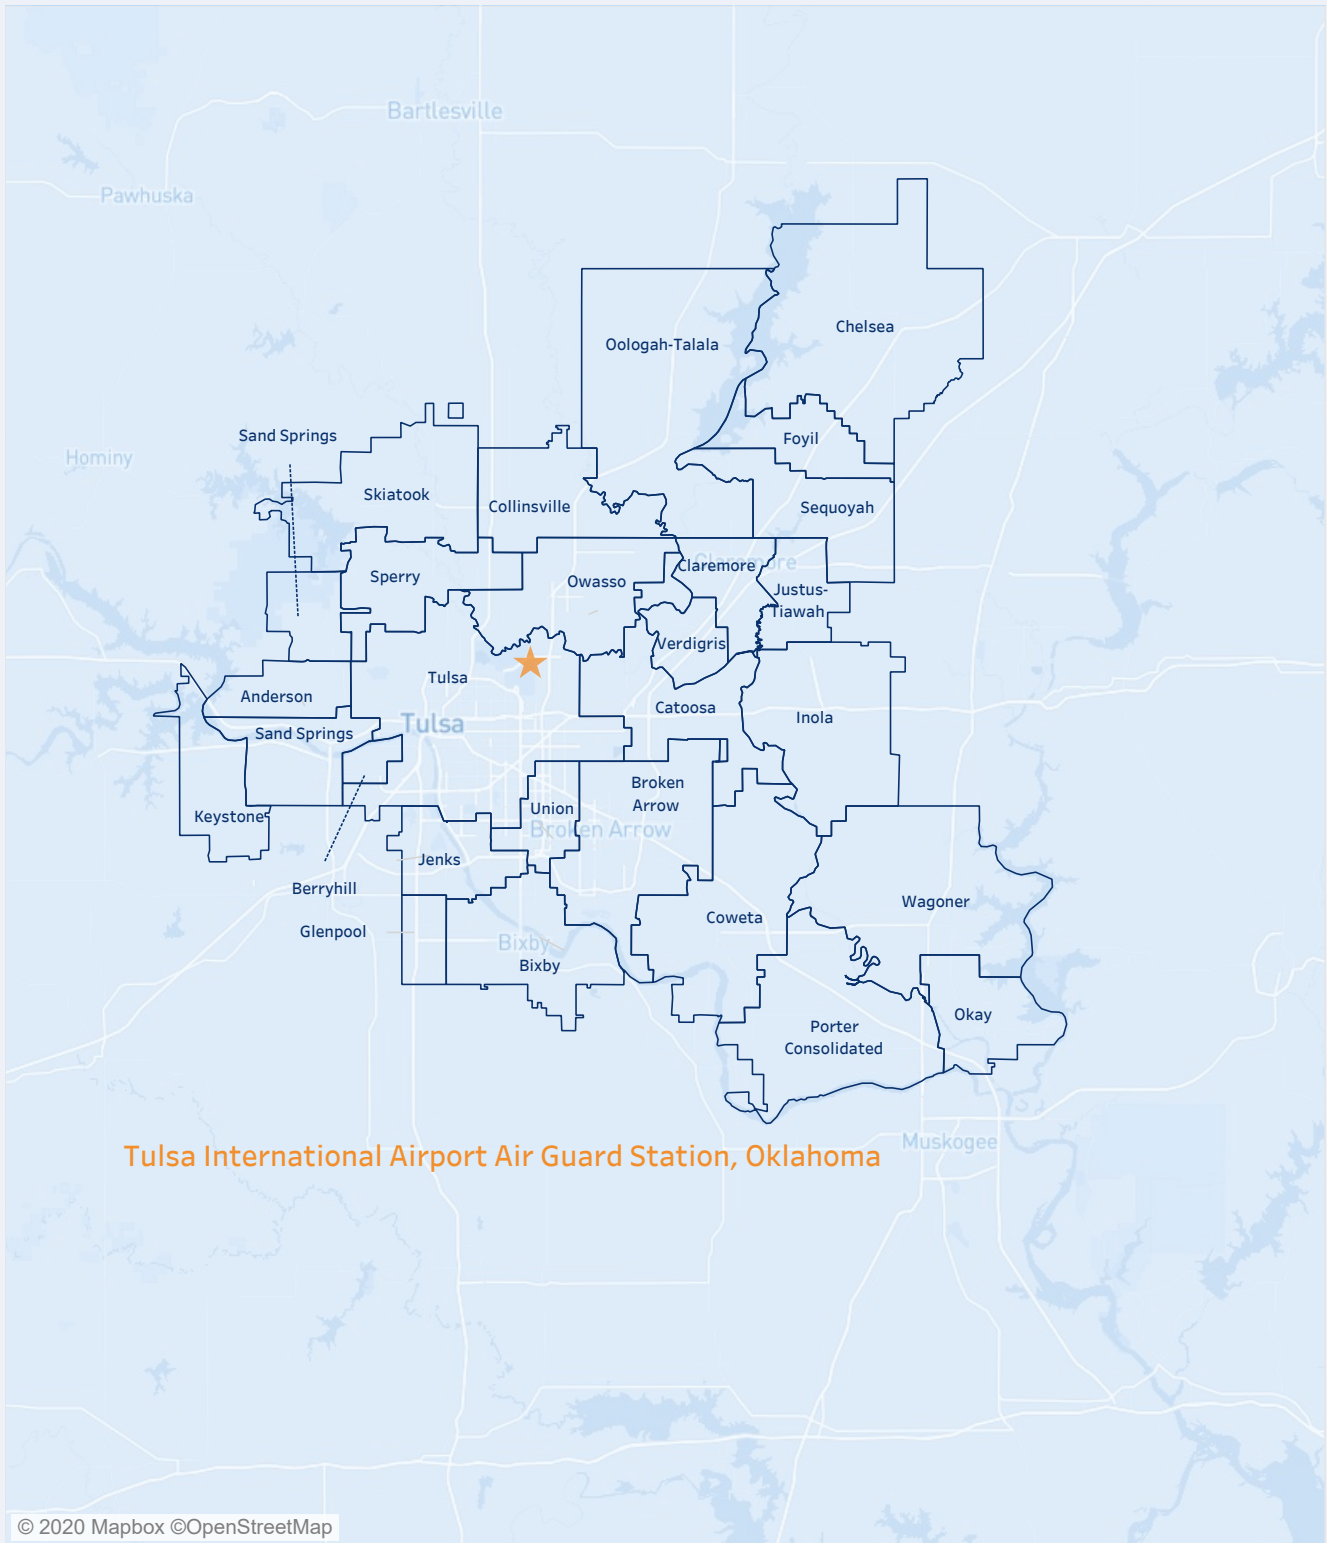 Bartlesville
Pawhuska
Chelsea
Oologah-Talala
Sand Springs
Foyil
Hominy
Skiatook
Collinsville
Sequoyah
Claremore
Claremore
Sperry
Owasso
Justus-
Tiawah
Verdigris
Tulsa
Anderson
Catoosa
Inola
Tulsa
Sand Springs
Broken
Arrow
Union
Keystone
Broken Arrow
Jenks
Berryhill
Wagoner
Coweta
Glenpool
Bixby
Bixby
Okay
Porter
Consolidated
Muskogee
Tulsa International Airport Air Guard Station, Oklahoma
© 2020 Mapbox ©OpenStreetMap